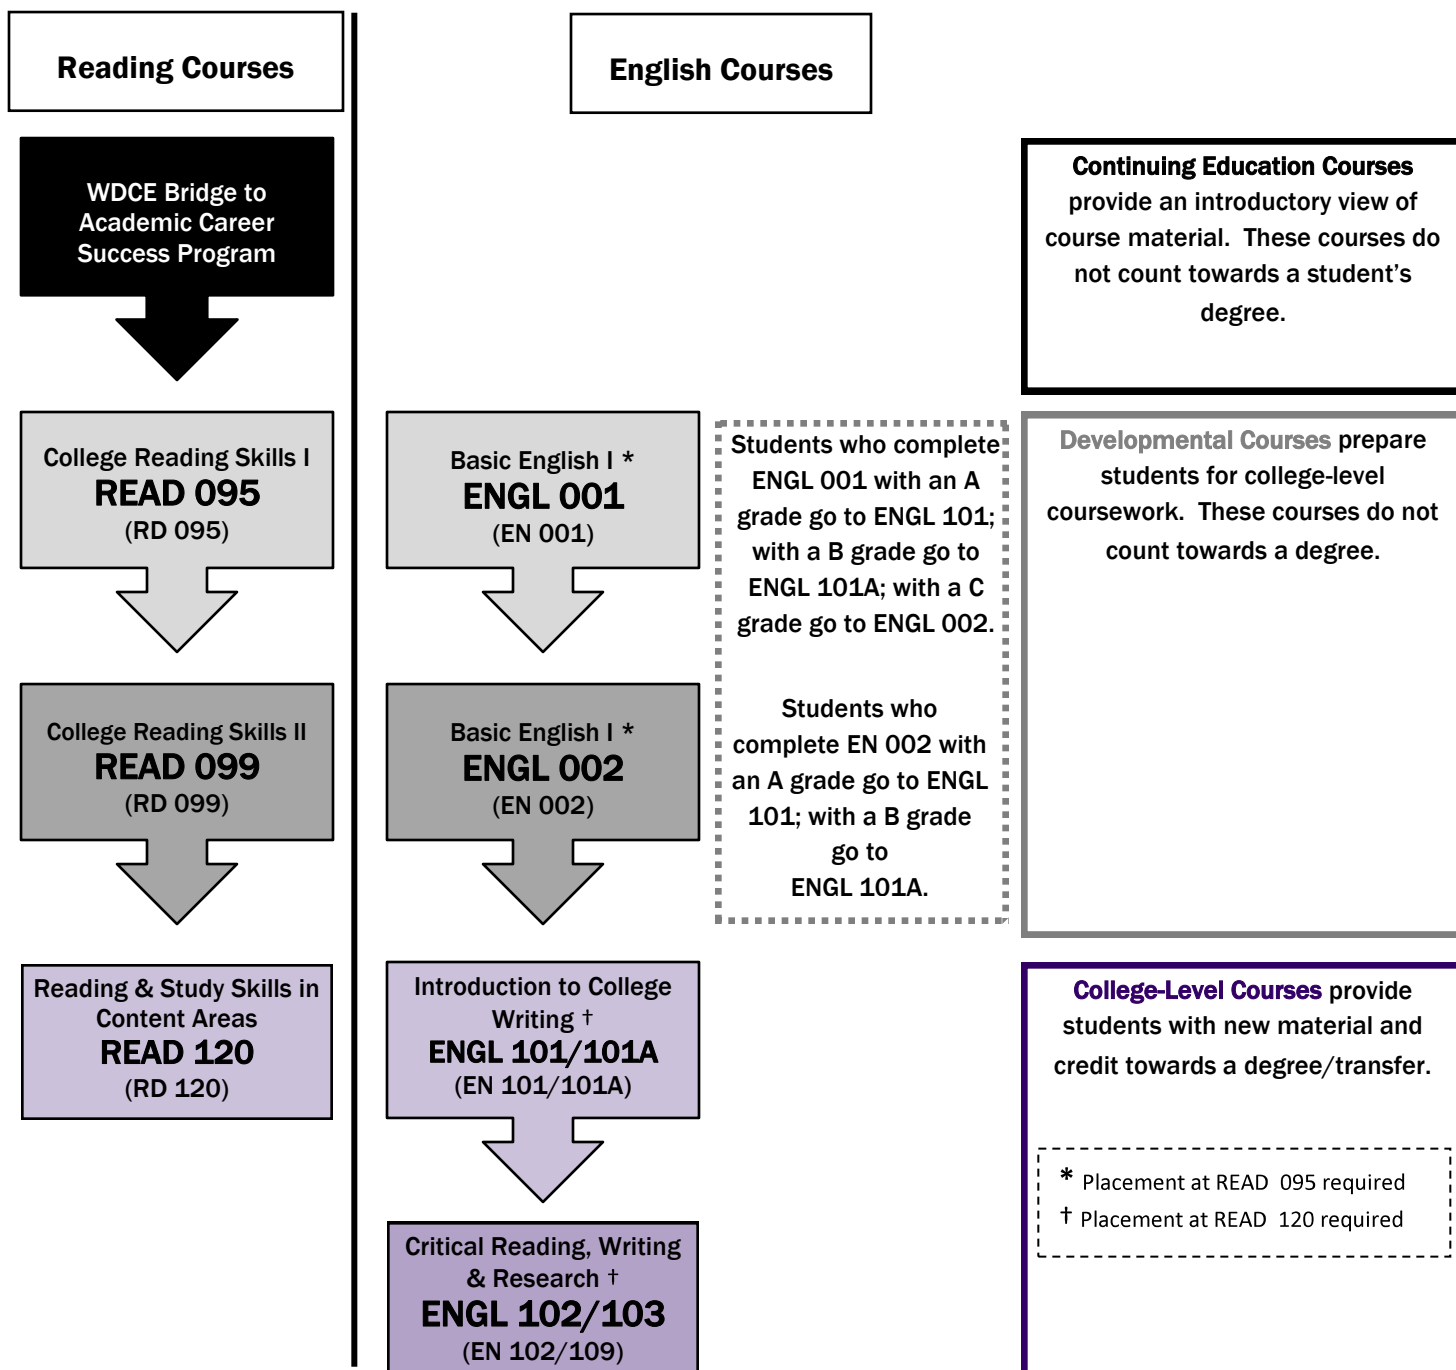 Reading Courses
English Courses
WDCE Bridge to
Academic Career
Success Program
Continuing Education Courses
provide an introductory view of
course material.  These courses do
not count towards a student's
degree.
College Reading Skills I
READ 095
(RD 095)
Basic English I *
ENGL 001
(EN 001)
Students who complete
ENGL 001 with an A
grade go to ENGL 101;
with a B grade go to
ENGL 101A; with a C
grade go to ENGL 002.
Students who
complete EN 002 with
an A grade go to ENGL
101; with a B grade
go to
ENGL 101A.
Developmental Courses prepare
students for college-level
coursework.  These courses do not
count towards a degree.
College Reading Skills II
READ 099
(RD 099)
Basic English I *
ENGL 002
(EN 002)
Reading & Study Skills in
Content Areas
READ 120
(RD 120)
Introduction to College
Writing †
ENGL 101/101A
(EN 101/101A)
College-Level Courses provide
students with new material and
credit towards a degree/transfer.
* Placement at READ  095 required
† Placement at READ  120 required
Critical Reading, Writing
& Research †
ENGL 102/103
(EN 102/109)